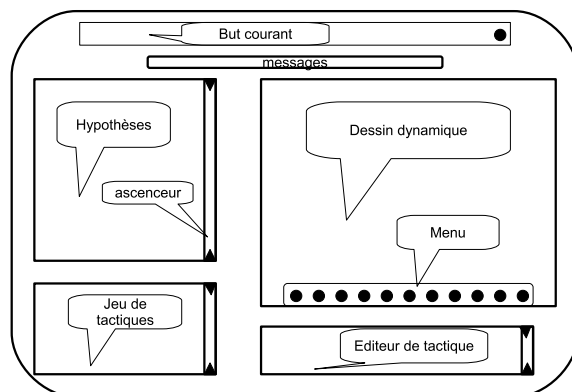 But courant
messages
Hypothèses
ascenceur
Dessin dynamique
Menu
Jeu de
tactiques
Editeur de tactique